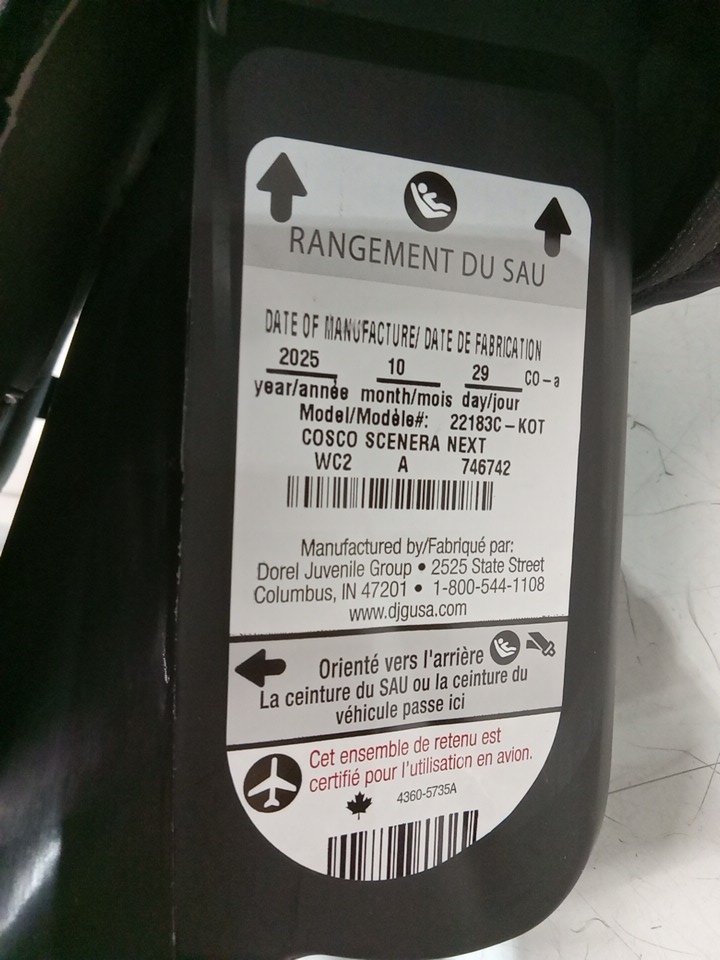 RANGEMENT DU SAU
DATE OF MANUFACTURE/ DATE DE FABRICATION
2025 10 29 CO-a
year/année month/mois day/jour
Model/Modèle#: 22183C-KOT
COSCO SCENERA NEXT
WC2 A 746742
Manufactured by/Fabriqué par:
Dorel Juvenile Group • 2525 State Street
Columbus, IN 47201 • 1-800-544-1108
www.djgusa.com
Orienté vers l'arrière
La ceinture du SAU ou la ceinture du
véhicule passe ici
Cet ensemble de retenu est
certifié pour l'utilisation en avion.
4360-5735A